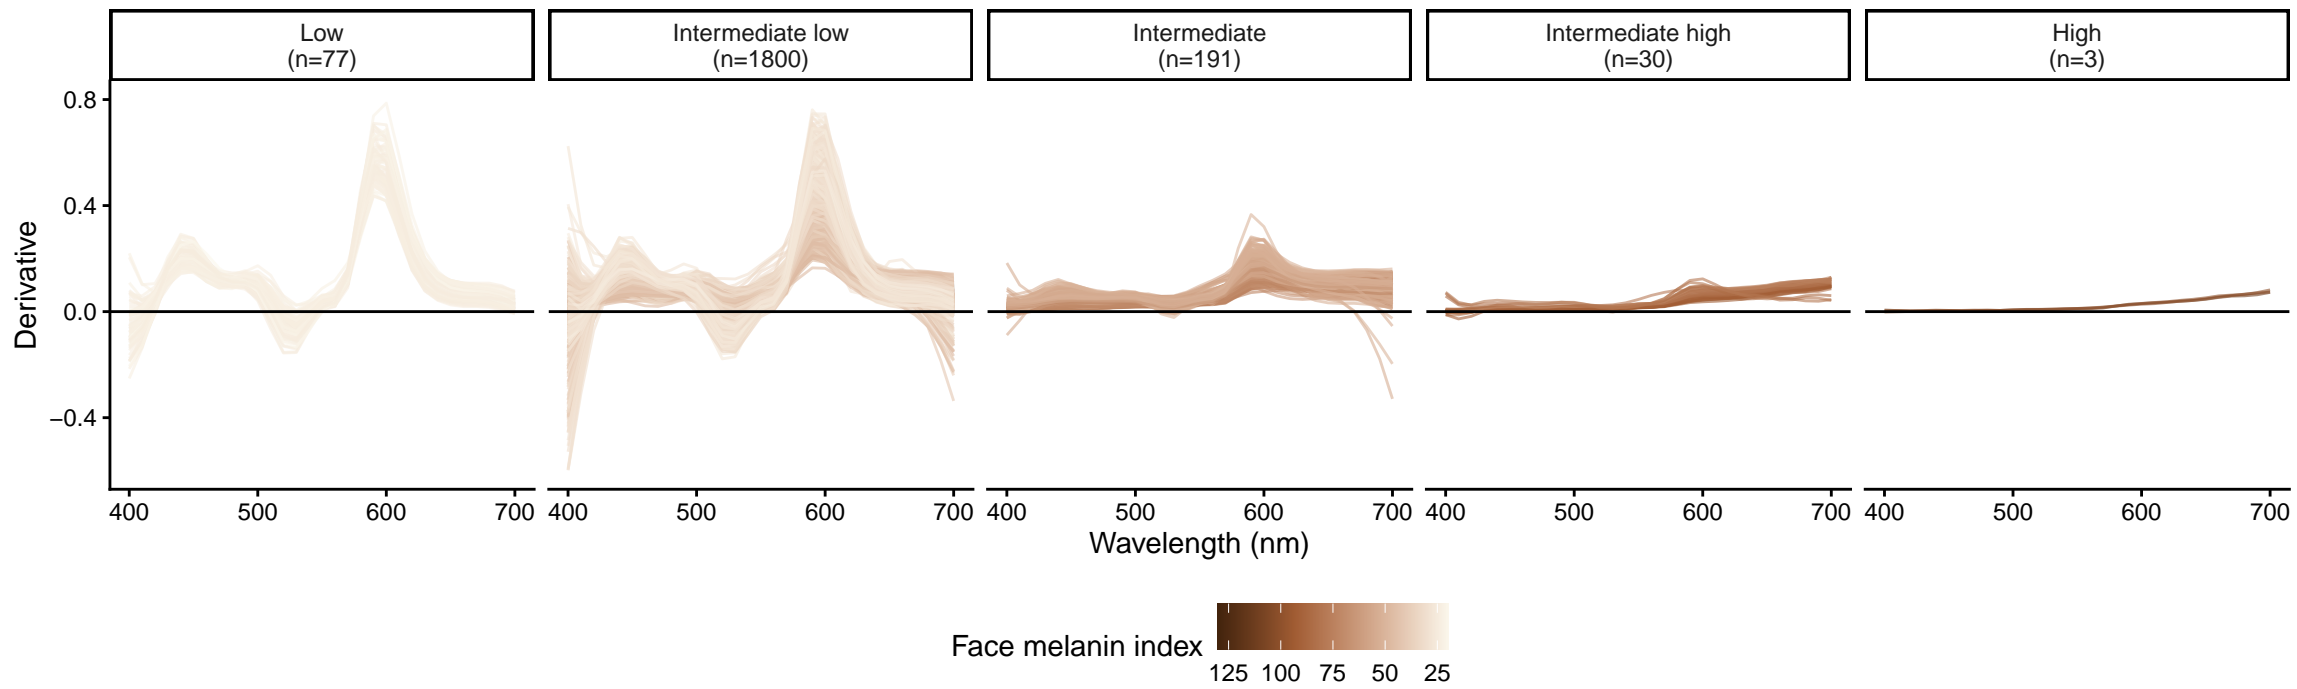 Low
(n=77)
Intermediate low
(n=1800)
Intermediate
(n=191)
Intermediate high
(n=30)
High
(n=3)
Derivative
0.8
0.4
0.0
−0.4
400 500 600 700
400 500 600 700
400 500 600 700
400 500 600 700
400 500 600 700
Wavelength (nm)
Face melanin index
125 100 75 50 25